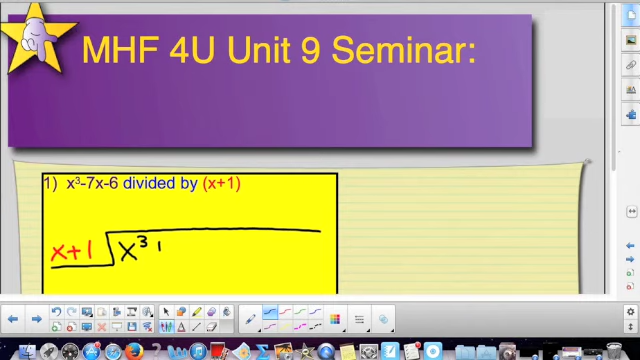 MHF 4U Unit 9 Seminar:
1) x³-7x-6 divided by (x+1)
x+1 x³